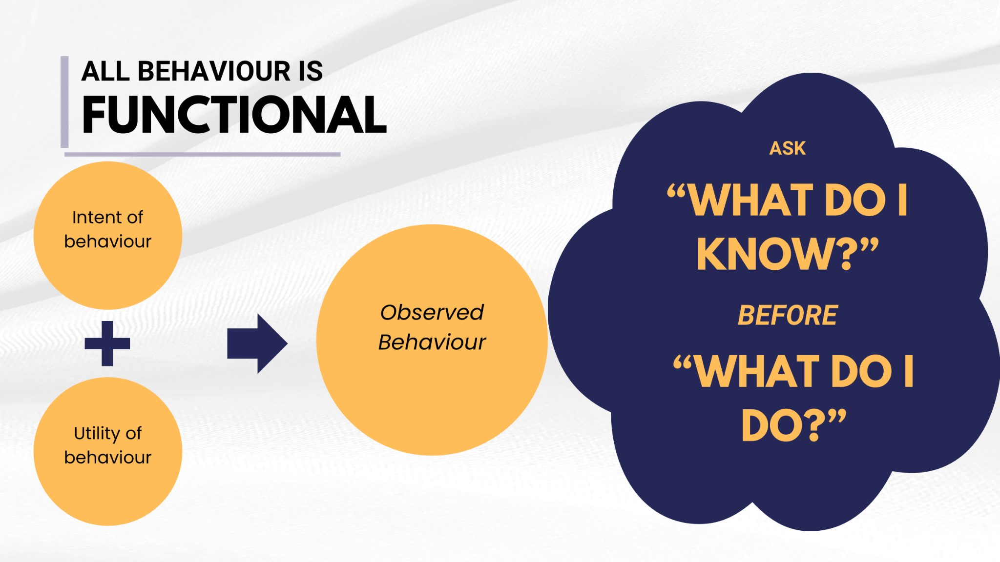 ALL BEHAVIOUR IS
FUNCTIONAL
Intent of
behaviour
Utility of
behaviour
Observed
Behaviour
ASK
“WHAT DO I
KNOW?”
BEFORE
“WHAT DO I
DO?”